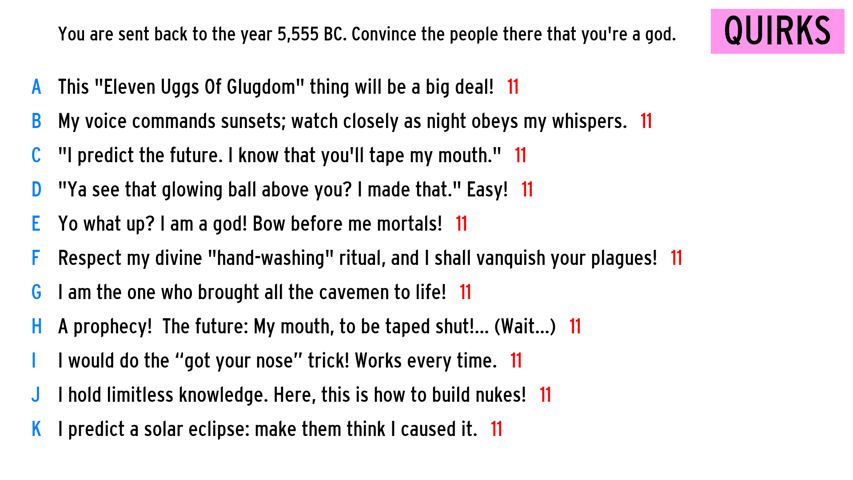 You are sent back to the year 5,555 BC. Convince the people there that you're a god.
QUIRKS
A This "Eleven Uggs Of Glugdom" thing will be a big deal! 11
B My voice commands sunsets; watch closely as night obeys my whispers. 11
C "I predict the future. I know that you'll tape my mouth." 11
D "Ya see that glowing ball above you? I made that." Easy! 11
E Yo what up? I am a god! Bow before me mortals! 11
F Respect my divine "hand-washing" ritual, and I shall vanquish your plagues! 11
G I am the one who brought all the cavemen to life! 11
H A prophecy!  The future: My mouth, to be taped shut!... (Wait...) 11
I I would do the “got your nose” trick! Works every time. 11
J I hold limitless knowledge. Here, this is how to build nukes! 11
K I predict a solar eclipse: make them think I caused it. 11